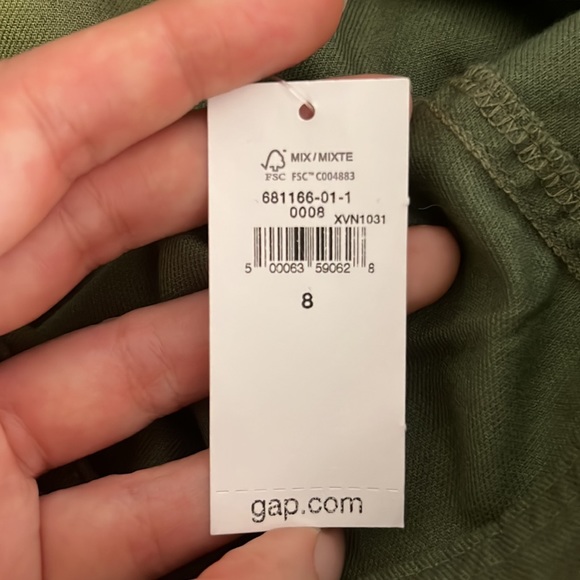 MIX/MIXTE
FSC FSC™ C004883
681166-01-1
0008 XVN1031
5 00063 59062 8
8
gap.com